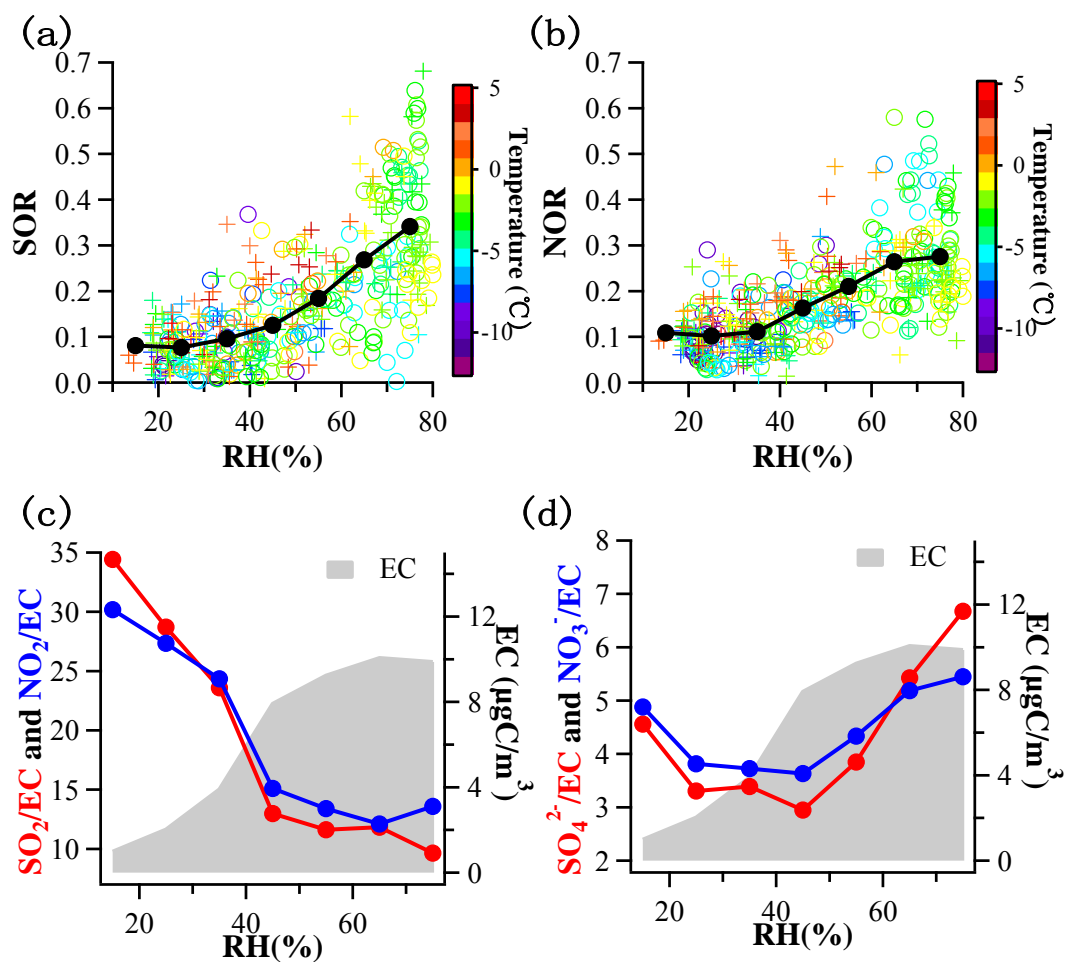 (a)
(b)
0.7
0.6
0.5
0.4
0.3
0.2
0.1
0.0
SOR
20 40 60 80
RH(%)
5
0
-5
-10
Temperature (℃)
0.7
0.6
0.5
0.4
0.3
0.2
0.1
0.0
NOR
20 40 60 80
RH(%)
5
0
-5
-10
Temperature (℃)
(c)
(d)
35
30
25
20
15
10
SO₂/EC and NO₂/EC
EC
12
8
4
0
EC (μgC/m³)
20 40 60
RH(%)
8
7
6
5
4
3
2
SO₄²⁻/EC and NO₃⁻/EC
EC
12
8
4
0
EC (μgC/m³)
20 40 60
RH(%)